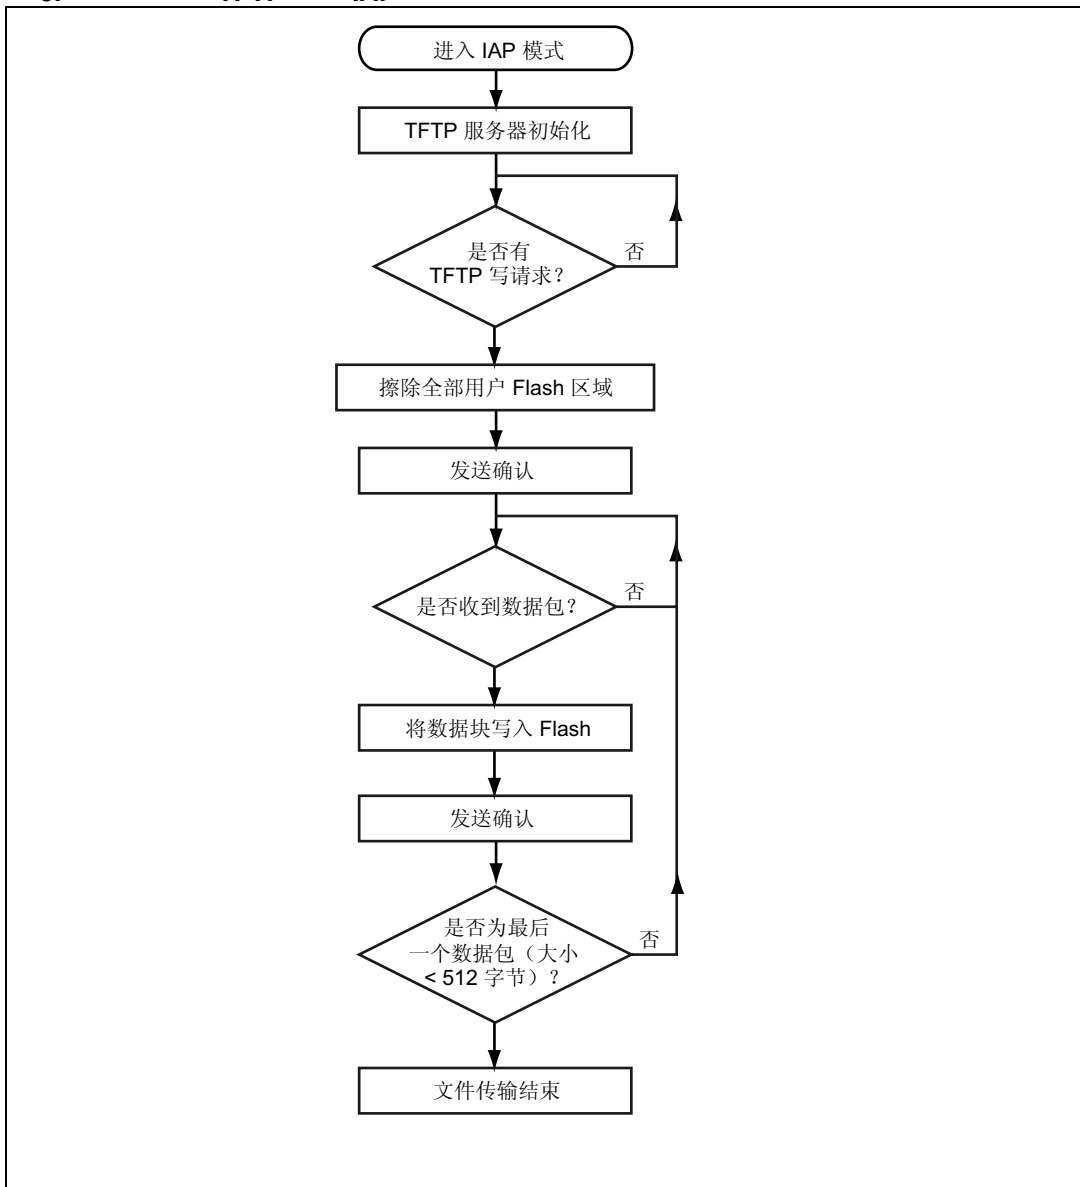 进入 IAP 模式
TFTP 服务器初始化
是否有
TFTP 写请求?
否
擦除全部用户 Flash 区域
发送确认
是否收到数据包?
否
将数据块写入 Flash
发送确认
是否为最后
一个数据包(大小
< 512 字节)?
否
文件传输结束